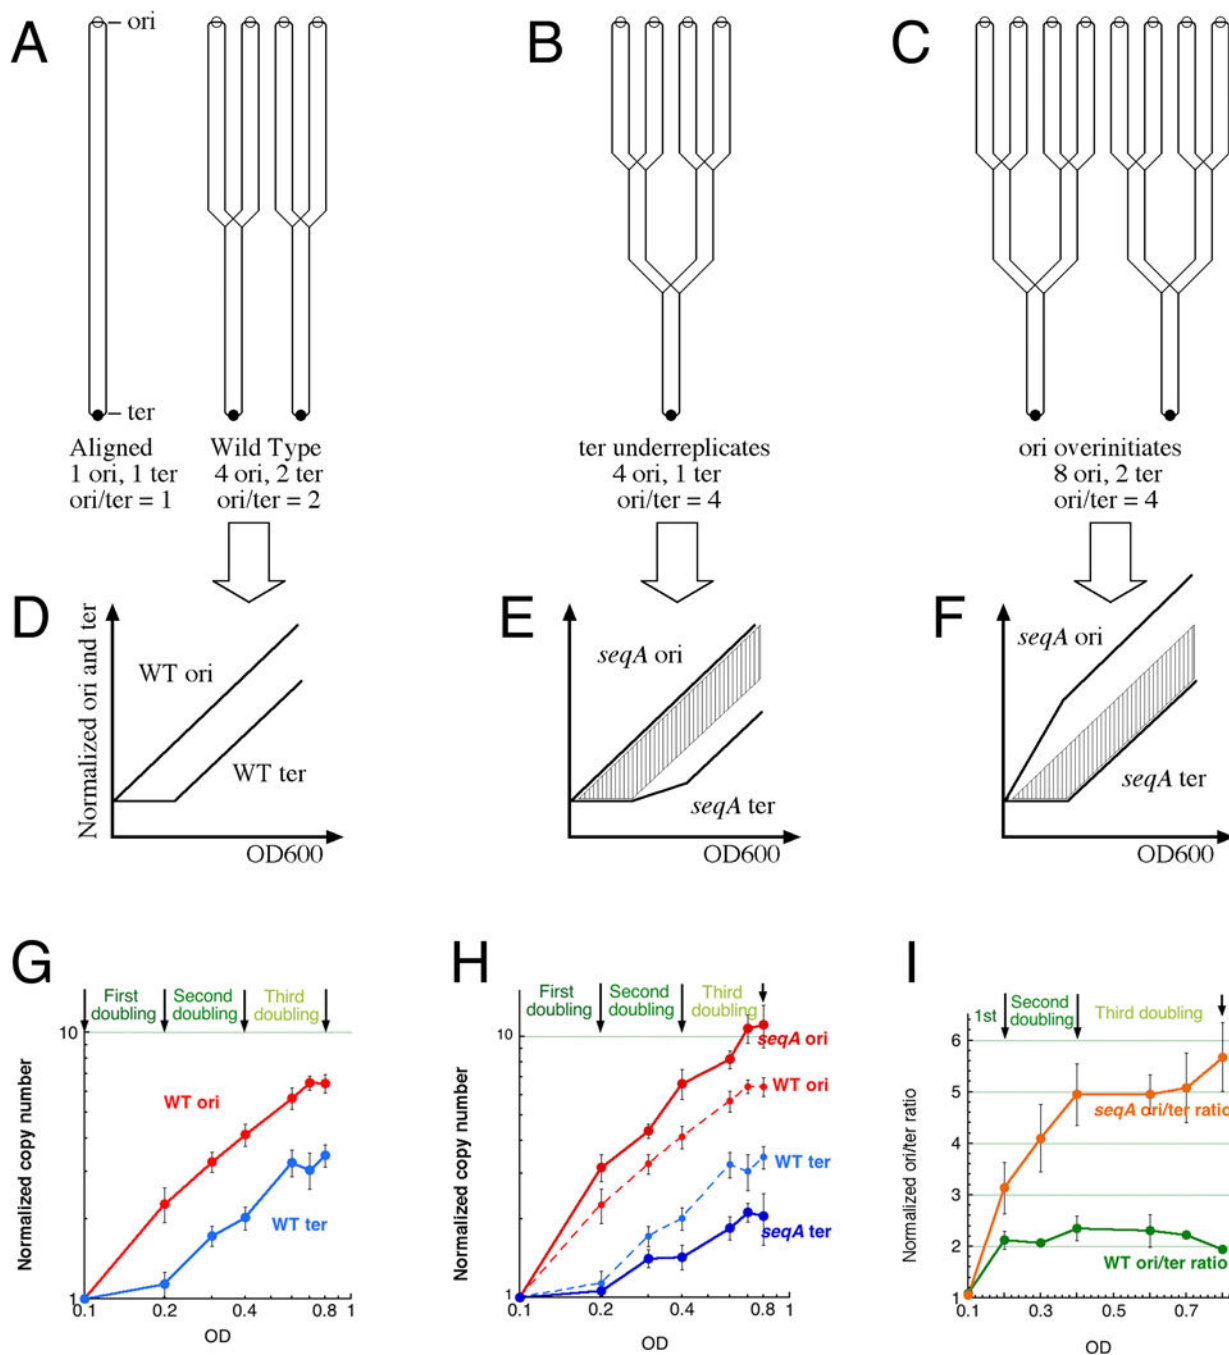 A
B
C
ori
ter
Aligned
1 ori, 1 ter
ori/ter = 1
Wild Type
4 ori, 2 ter
ori/ter = 2
ter underreplicates
4 ori, 1 ter
ori/ter = 4
ori overinitiates
8 ori, 2 ter
ori/ter = 4
D
Normalized ori and ter
WT ori
WT ter
OD600
E
seqA ori
seqA ter
OD600
F
seqA ori
seqA ter
OD600
G
First doubling
Second doubling
Third doubling
Normalized copy number
10
1
WT ori
WT ter
0.1
0.2
0.4
0.8
1
OD
H
First doubling
Second doubling
Third doubling
Normalized copy number
10
1
seqA ori
WT ori
WT ter
seqA ter
0.1
0.2
0.4
0.8
1
OD
I
1st
Second doubling
Third doubling
Normalized ori/ter ratio
6
5
4
3
2
1
seqA ori/ter ratio
WT ori/ter ratio
0.1
0.3
0.5
0.7
OD